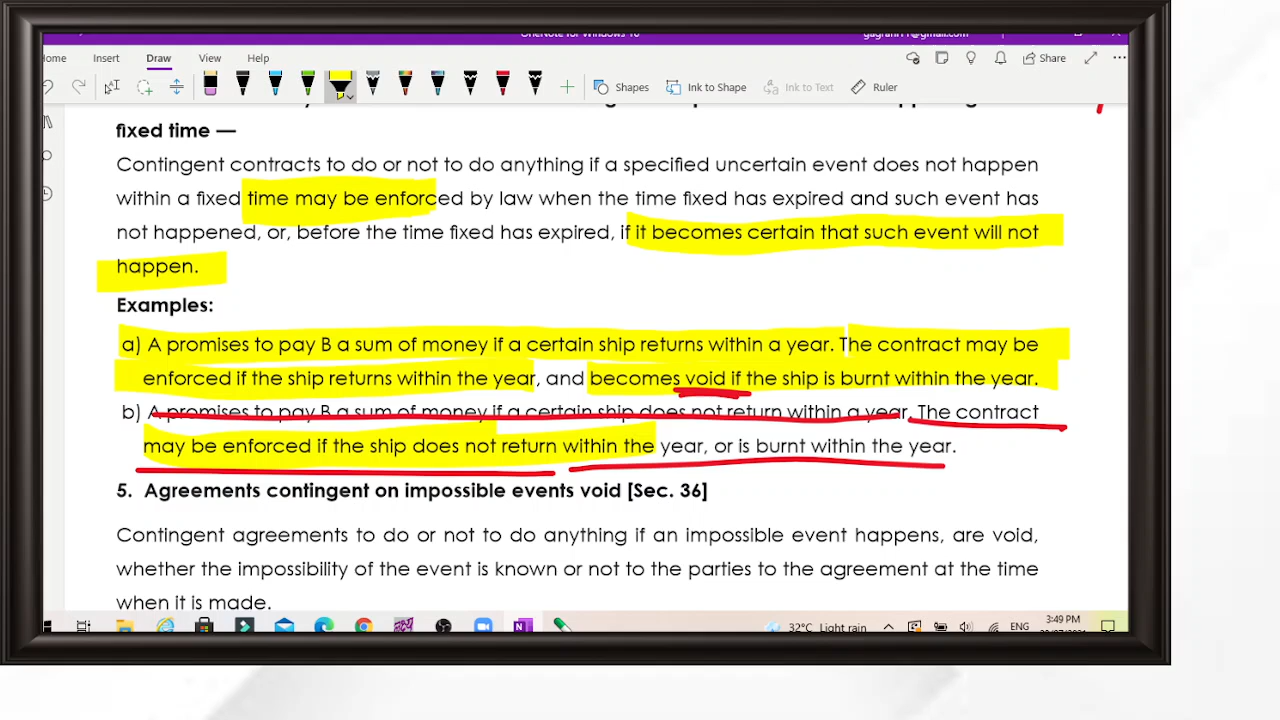 OneNote for Windows 10
Home Insert Draw View Help Share
Shapes Ink to Shape Ink to Text Ruler
fixed time —
Contingent contracts to do or not to do anything if a specified uncertain event does not happen
within a fixed time may be enforced by law when the time fixed has expired and such event has
not happened, or, before the time fixed has expired, if it becomes certain that such event will not
happen.
Examples:
a) A promises to pay B a sum of money if a certain ship returns within a year. The contract may be
enforced if the ship returns within the year, and becomes void if the ship is burnt within the year.
b) A promises to pay B a sum of money if a certain ship does not return within a year. The contract
may be enforced if the ship does not return within the year, or is burnt within the year.
5. Agreements contingent on impossible events void [Sec. 36]
Contingent agreements to do or not to do anything if an impossible event happens, are void,
whether the impossibility of the event is known or not to the parties to the agreement at the time
when it is made.
32°C Light rain ENG 3:49 PM